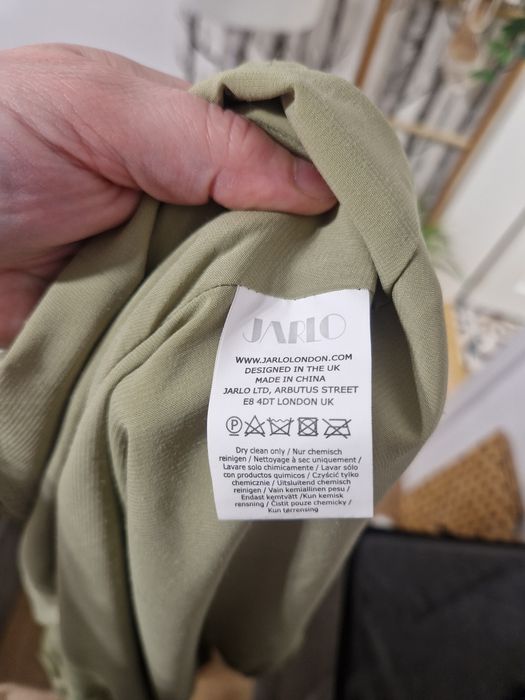 JARLO
WWW.JARLOLONDON.COM
DESIGNED IN THE UK
MADE IN CHINA
JARLO LTD, ARBUTUS STREET
E8 4DT LONDON UK
P
Dry clean only / Nur chemisch
reinigen / Nettoyage à sec uniquement /
Lavare solo chimicamente / Lavar sólo
con productos quimicos / Czyścić tylko
chemicznie / Uitsluitend chemisch
reinigen / Vain kemiallinen pesu /
Endast kemtvätt /Kun kemisk
rensning / Čistit pouze chemicky /
Kun tørrensing